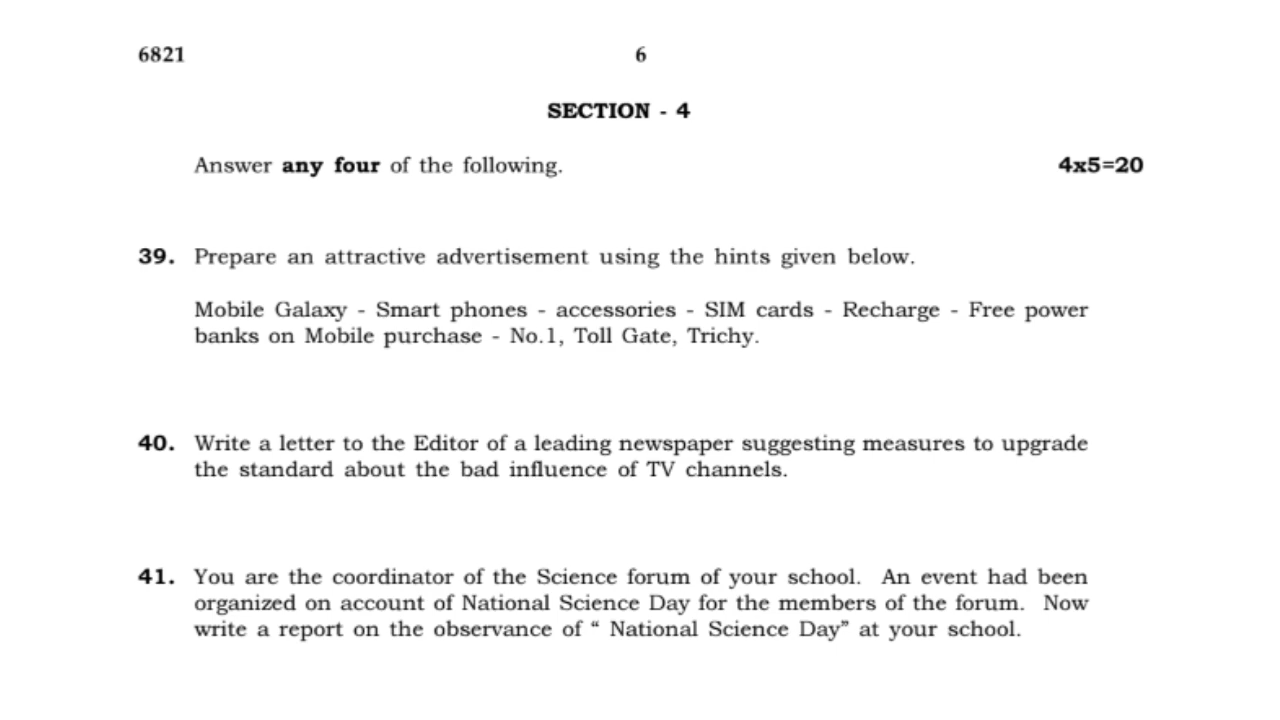 6821 6
SECTION - 4
Answer any four of the following. 4x5=20
39. Prepare an attractive advertisement using the hints given below.
Mobile Galaxy - Smart phones - accessories - SIM cards - Recharge - Free power
banks on Mobile purchase - No.1, Toll Gate, Trichy.
40. Write a letter to the Editor of a leading newspaper suggesting measures to upgrade
the standard about the bad influence of TV channels.
41. You are the coordinator of the Science forum of your school. An event had been
organized on account of National Science Day for the members of the forum. Now
write a report on the observance of “ National Science Day” at your school.